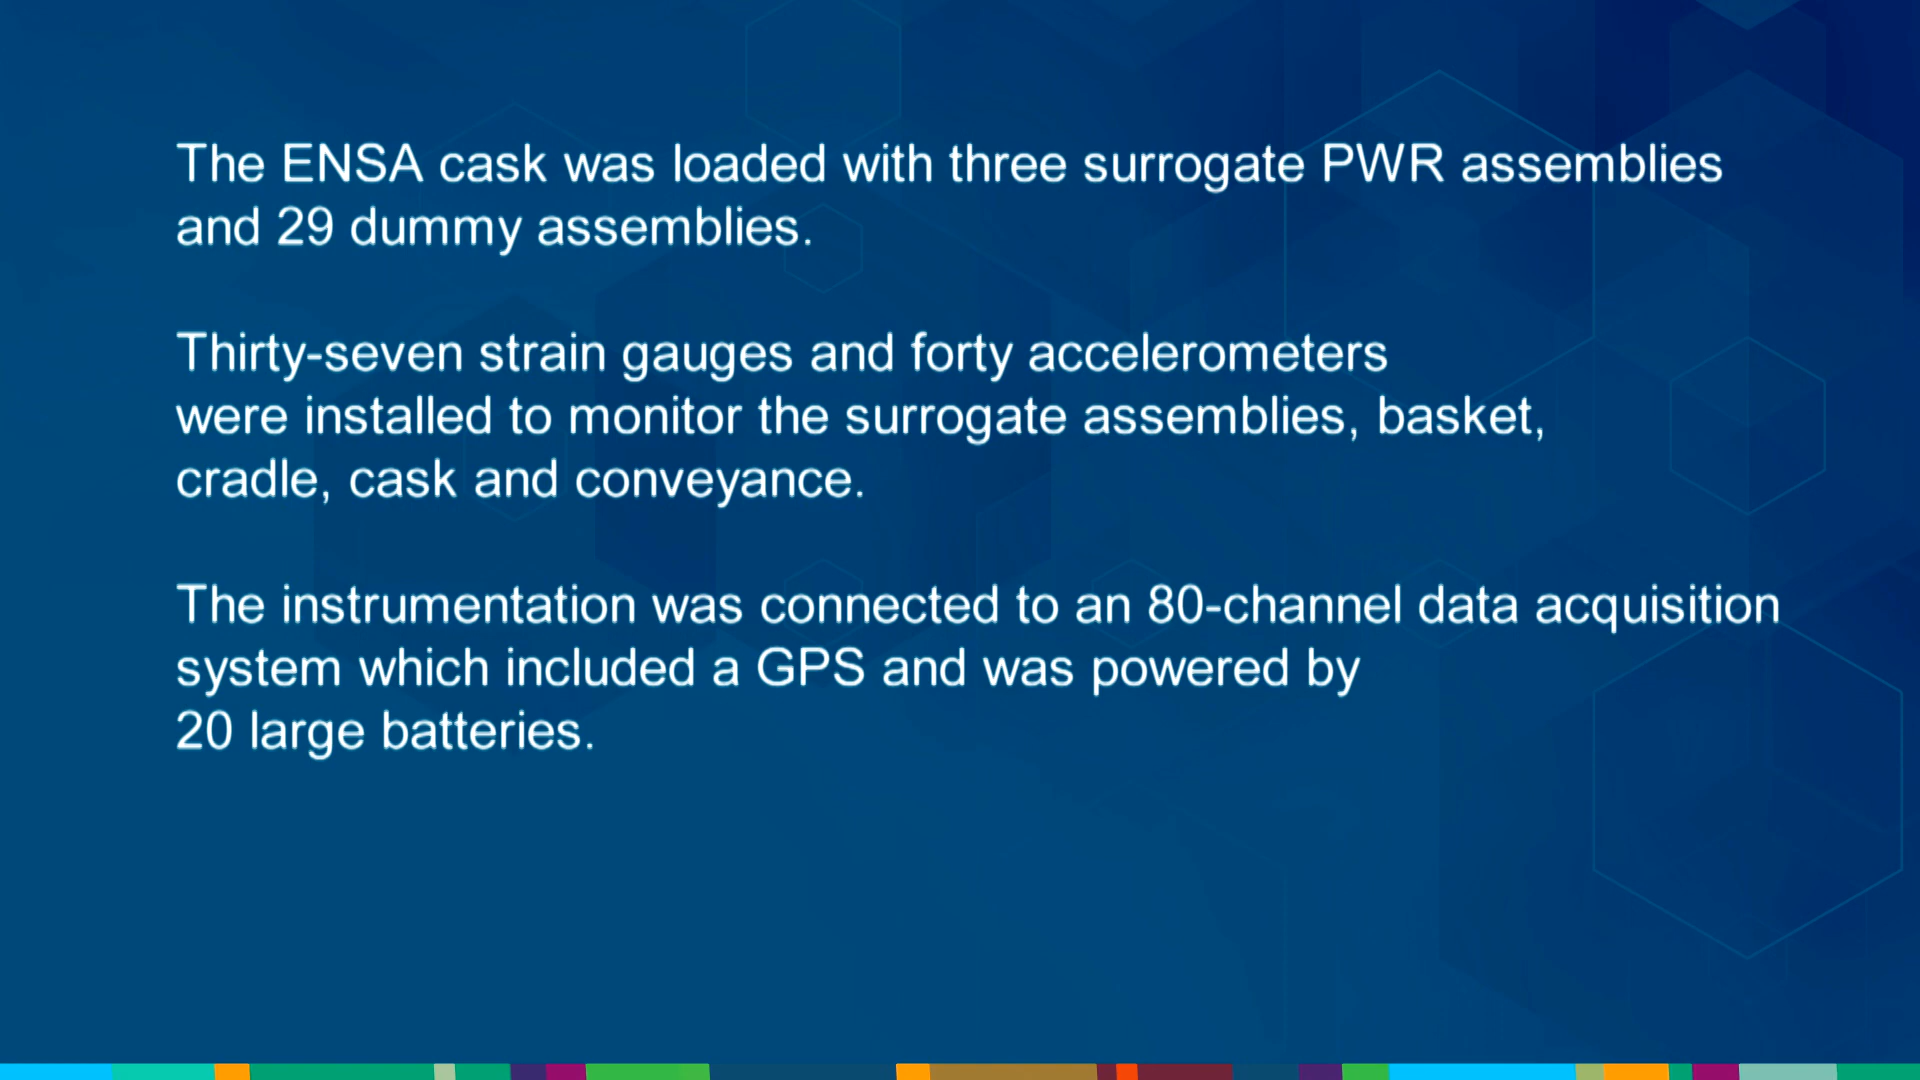 The ENSA cask was loaded with three surrogate PWR assemblies
and 29 dummy assemblies.
Thirty-seven strain gauges and forty accelerometers
were installed to monitor the surrogate assemblies, basket,
cradle, cask and conveyance.
The instrumentation was connected to an 80-channel data acquisition
system which included a GPS and was powered by
20 large batteries.